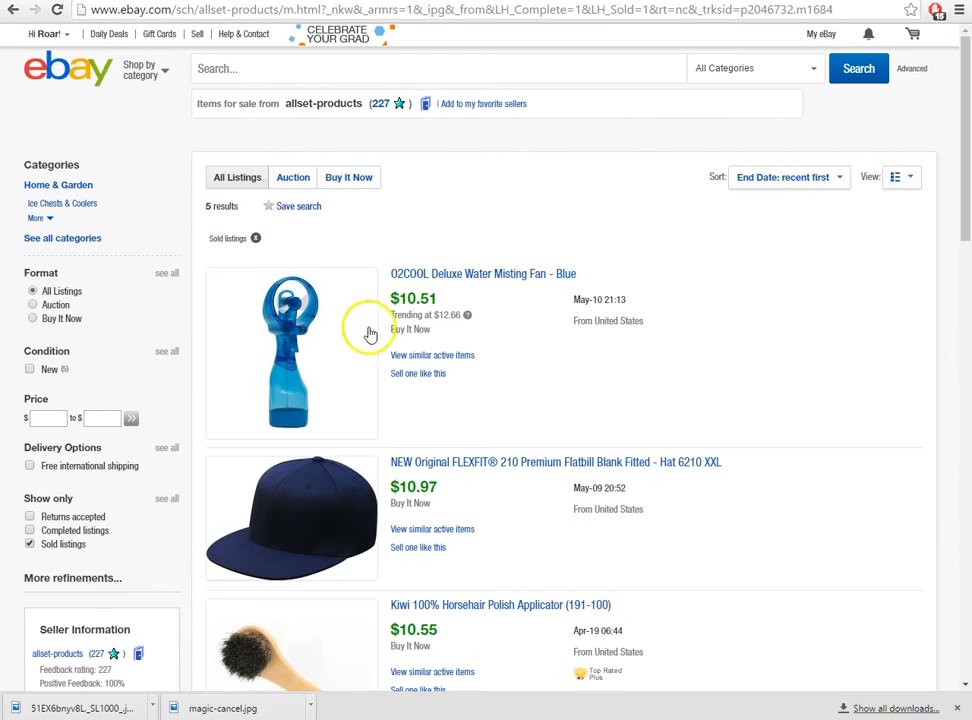 www.ebay.com/sch/allset-products/m.html?_nkw&_armrs=1&_ipg&_from&LH_Complete=1&LH_Sold=1&rt=nc&_trksid=p2046732.m1684
15
Hi Roar!
Daily Deals
Gift Cards
Sell
Help & Contact
CELEBRATE
YOUR GRAD
My eBay
ebay
Shop by
category
Search...
All Categories
Search
Advanced
Items for sale from allset-products (227 ) | Add to my favorite sellers
Categories
Home & Garden
Ice Chests & Coolers
More
See all categories
Format see all
All Listings
Auction
Buy It Now
Condition see all
New (5)
Price
$ to $ >>
Delivery Options see all
Free international shipping
Show only see all
Returns accepted
Completed listings
Sold listings
More refinements...
Seller Information
allset-products (227 )
Feedback rating: 227
Positive Feedback: 100%
All Listings
Auction
Buy It Now
Sort: End Date: recent first
View:
5 results
Save search
Sold listings x
O2COOL Deluxe Water Misting Fan - Blue
$10.51
Trending at $12.66 ?
Buy It Now
View similar active items
Sell one like this
May-10 21:13
From United States
NEW Original FLEXFIT® 210 Premium Flatbill Blank Fitted - Hat 6210 XXL
$10.97
Buy It Now
View similar active items
Sell one like this
May-09 20:52
From United States
Kiwi 100% Horsehair Polish Applicator (191-100)
$10.55
Buy It Now
View similar active items
Sell one like this
Apr-19 06:44
From United States
Top Rated
Plus
51EX6bnyv8L._SL1000_.j...
magic-cancel.jpg
Show all downloads...